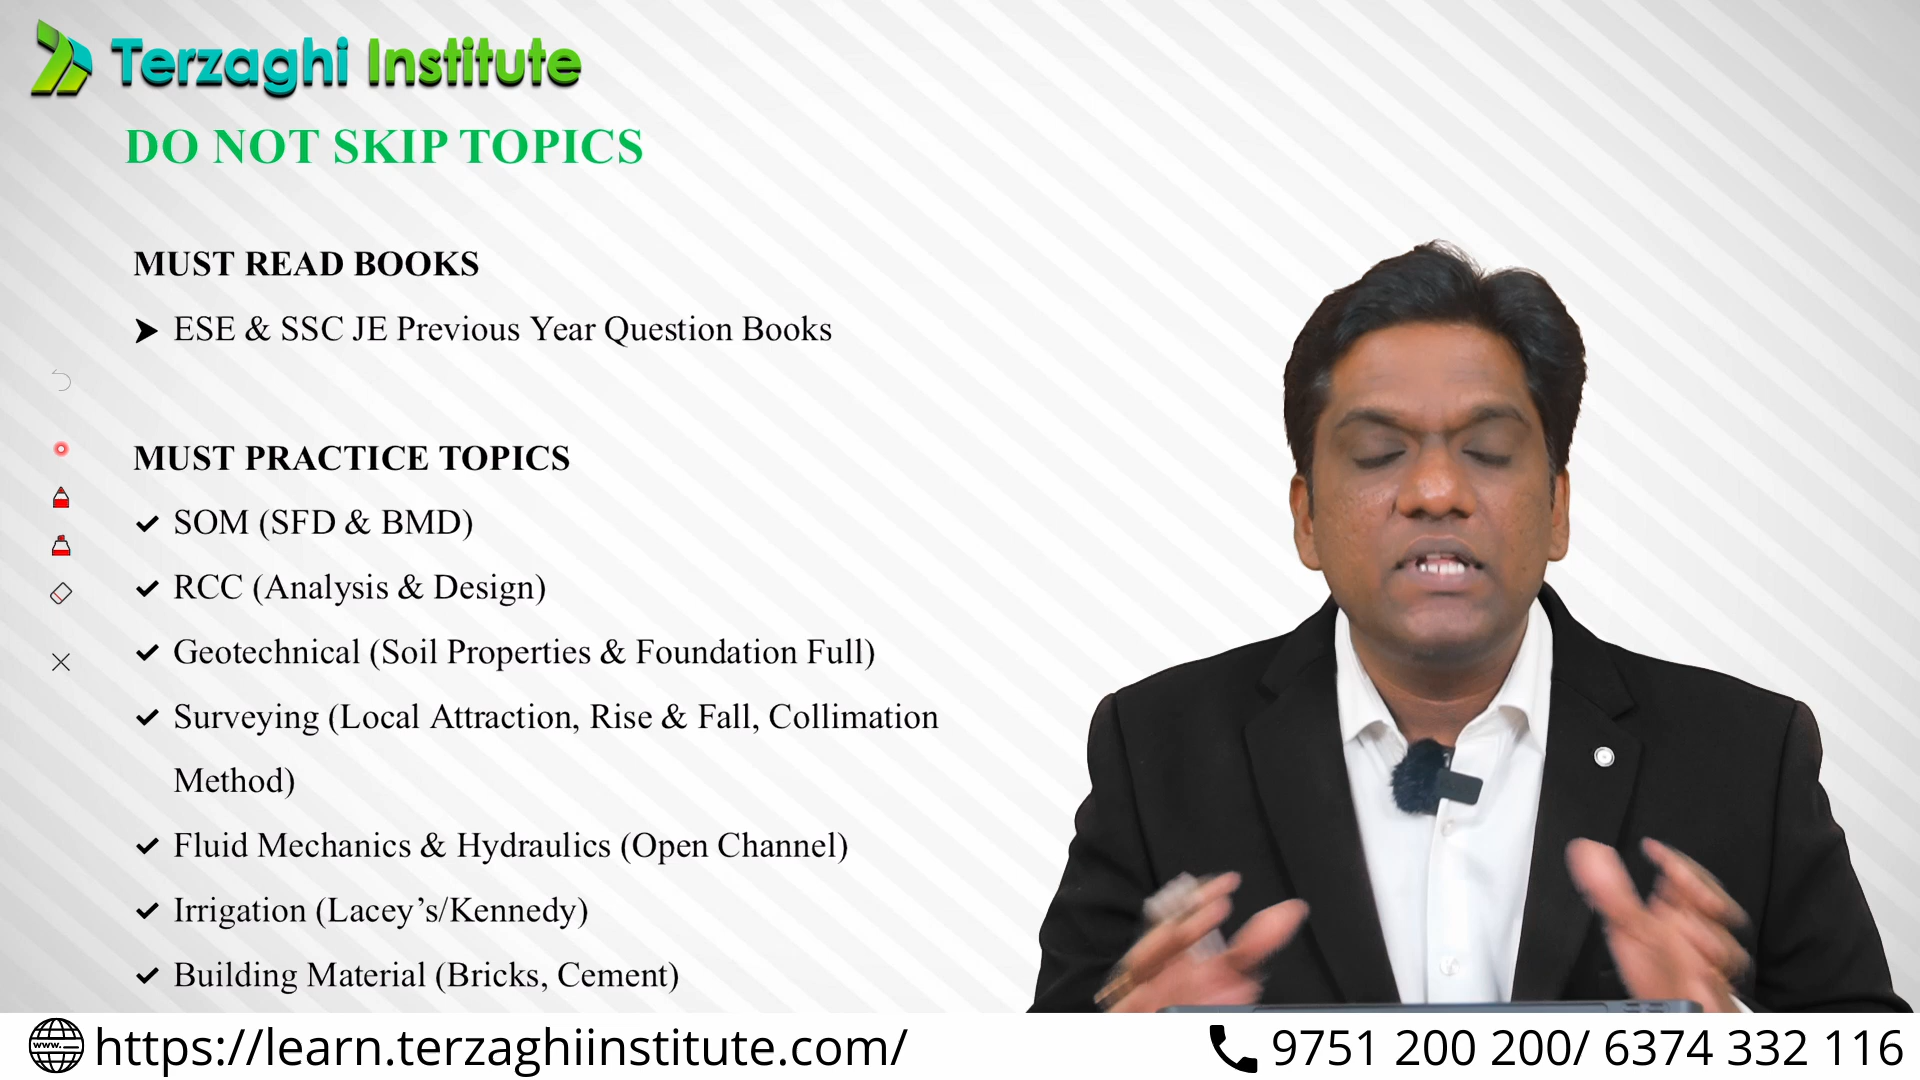 Terzaghi Institute
DO NOT SKIP TOPICS
MUST READ BOOKS
➤ ESE & SSC JE Previous Year Question Books
MUST PRACTICE TOPICS
✓ SOM (SFD & BMD)
✓ RCC (Analysis & Design)
✓ Geotechnical (Soil Properties & Foundation Full)
✓ Surveying (Local Attraction, Rise & Fall, Collimation
Method)
✓ Fluid Mechanics & Hydraulics (Open Channel)
✓ Irrigation (Lacey’s/Kennedy)
✓ Building Material (Bricks, Cement)
www. https://learn.terzaghiinstitute.com/
9751 200 200/ 6374 332 116